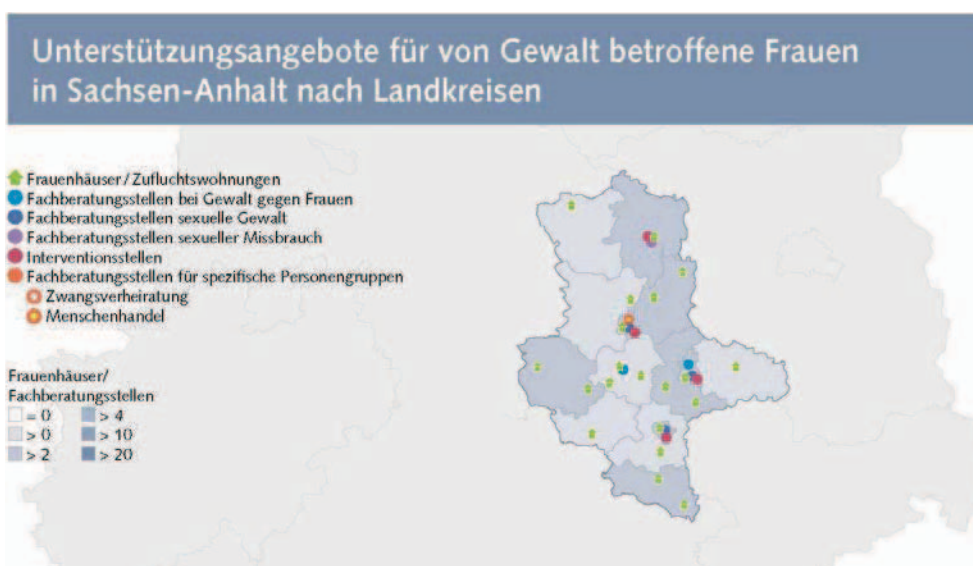 Unterstützungsangebote für von Gewalt betroffene Frauen
in Sachsen-Anhalt nach Landkreisen
Frauenhäuser / Zufluchtswohnungen
Fachberatungsstellen bei Gewalt gegen Frauen
Fachberatungsstellen sexuelle Gewalt
Fachberatungsstellen sexueller Missbrauch
Interventionsstellen
Fachberatungsstellen für spezifische Personengruppen
Zwangsverheiratung
Menschenhandel
Frauenhäuser/
Fachberatungsstellen
= 0 > 4
> 0 > 10
> 2 > 20